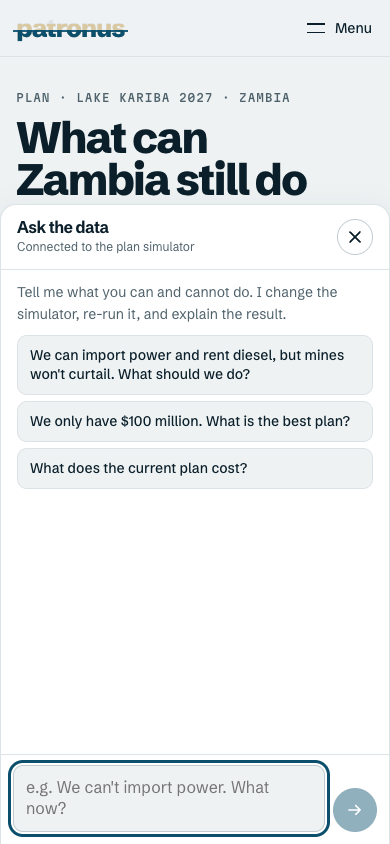 patronus
Menu
PLAN · LAKE KARIBA 2027 · ZAMBIA
What can
Zambia still do
Ask the data
Connected to the plan simulator
Tell me what you can and cannot do. I change the
simulator, re-run it, and explain the result.
We can import power and rent diesel, but mines
won't curtail. What should we do?
We only have $100 million. What is the best plan?
What does the current plan cost?
e.g. We can't import power. What
now?